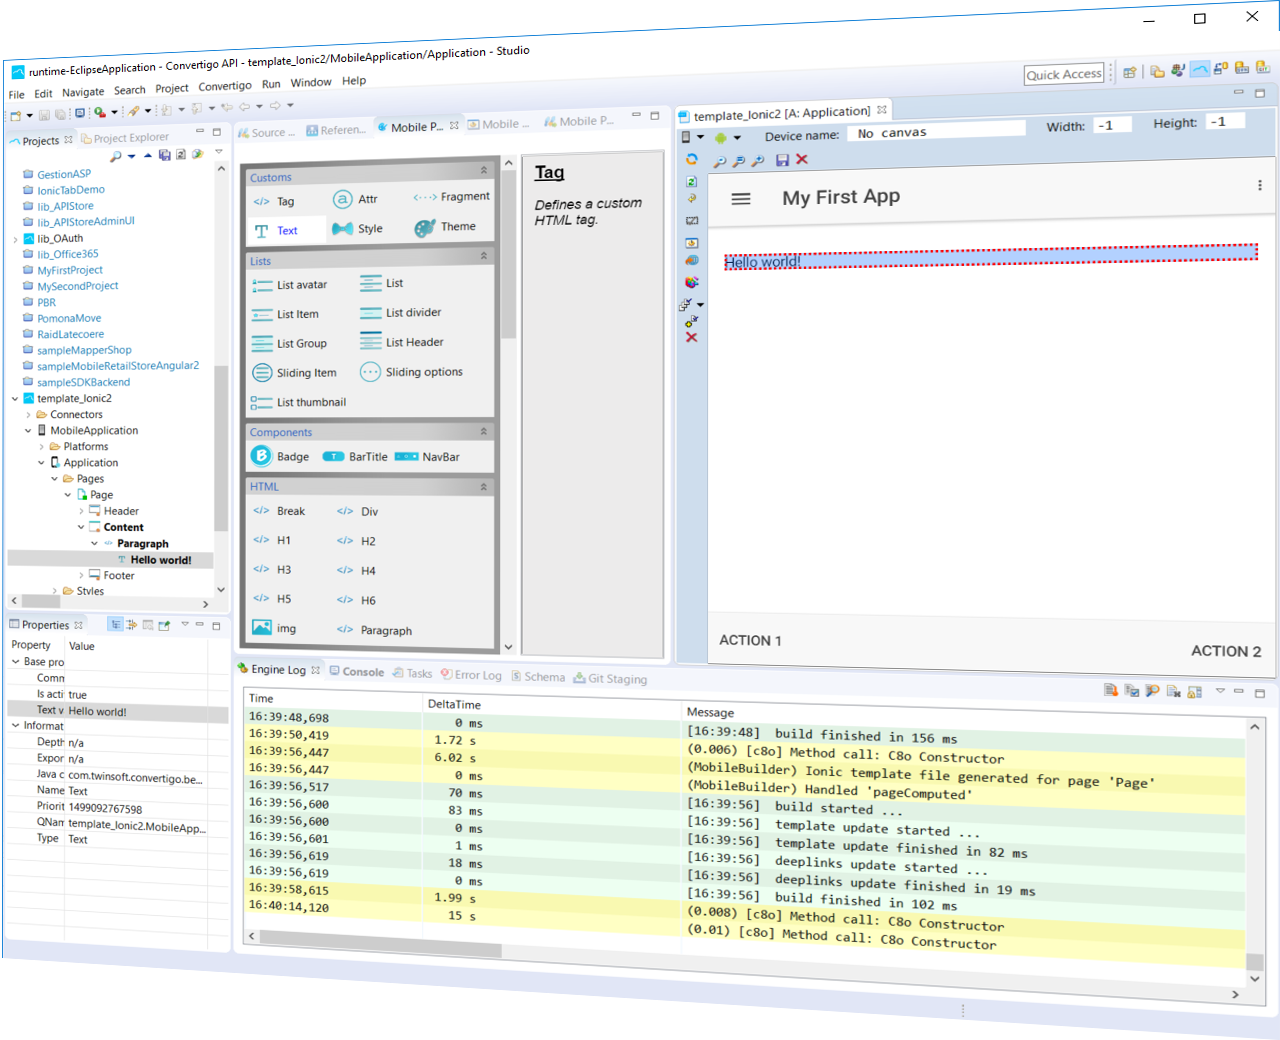 runtime-EclipseApplication - Convertigo API - template_Ionic2/MobileApplication/Application - Studio
File Edit Navigate Search Project Convertigo Run Window Help
Quick Access
Projects Project Explorer
GestionASP
IonicTabDemo
lib_APIStore
lib_APIStoreAdminUI
lib_OAuth
lib_Office365
MyFirstProject
MySecondProject
PBR
PomonaMove
RaidLatecoere
sampleMapperShop
sampleMobileRetailStoreAngular2
sampleSDKBackend
template_Ionic2
Connectors
MobileApplication
Platforms
Application
Pages
Page
Header
Content
Paragraph
Hello world!
Footer
Styles
Source ... Referen... Mobile P... Mobile ... Mobile P...
Customs
Tag Attr Fragment
Text Style Theme
Lists
List avatar List
List Item List divider
List Group List Header
Sliding Item Sliding options
List thumbnail
Components
Badge BarTitle NavBar
HTML
Break Div
H1 H2
H3 H4
H5 H6
img Paragraph
Tag
Defines a custom
HTML tag.
template_Ionic2 [A: Application]
Device name: No canvas Width: -1 Height: -1
My First App
Hello world!
ACTION 1
ACTION 2
Properties
Property Value
Base pro
Comm
Is acti true
Text v Hello world!
Informat
Depth n/a
Expor n/a
Java c com.twinsoft.convertigo.be...
Name Text
Priorit 1499092767598
QNam template_Ionic2.MobileApp...
Type Text
Engine Log Console Tasks Error Log Schema Git Staging
Time DeltaTime Message
16:39:48,698 0 ms [16:39:48] build finished in 156 ms
16:39:50,419 1.72 s (0.006) [c8o] Method call: C8o Constructor
16:39:56,447 6.02 s (MobileBuilder) Ionic template file generated for page 'Page'
16:39:56,447 0 ms (MobileBuilder) Handled 'pageComputed'
16:39:56,517 70 ms [16:39:56] build started ...
16:39:56,600 83 ms [16:39:56] template update started ...
16:39:56,600 0 ms [16:39:56] template update finished in 82 ms
16:39:56,601 1 ms [16:39:56] deeplinks update started ...
16:39:56,619 18 ms [16:39:56] deeplinks update finished in 19 ms
16:39:56,619 0 ms [16:39:56] build finished in 102 ms
16:39:58,615 1.99 s (0.008) [c8o] Method call: C8o Constructor
16:40:14,120 15 s (0.01) [c8o] Method call: C8o Constructor